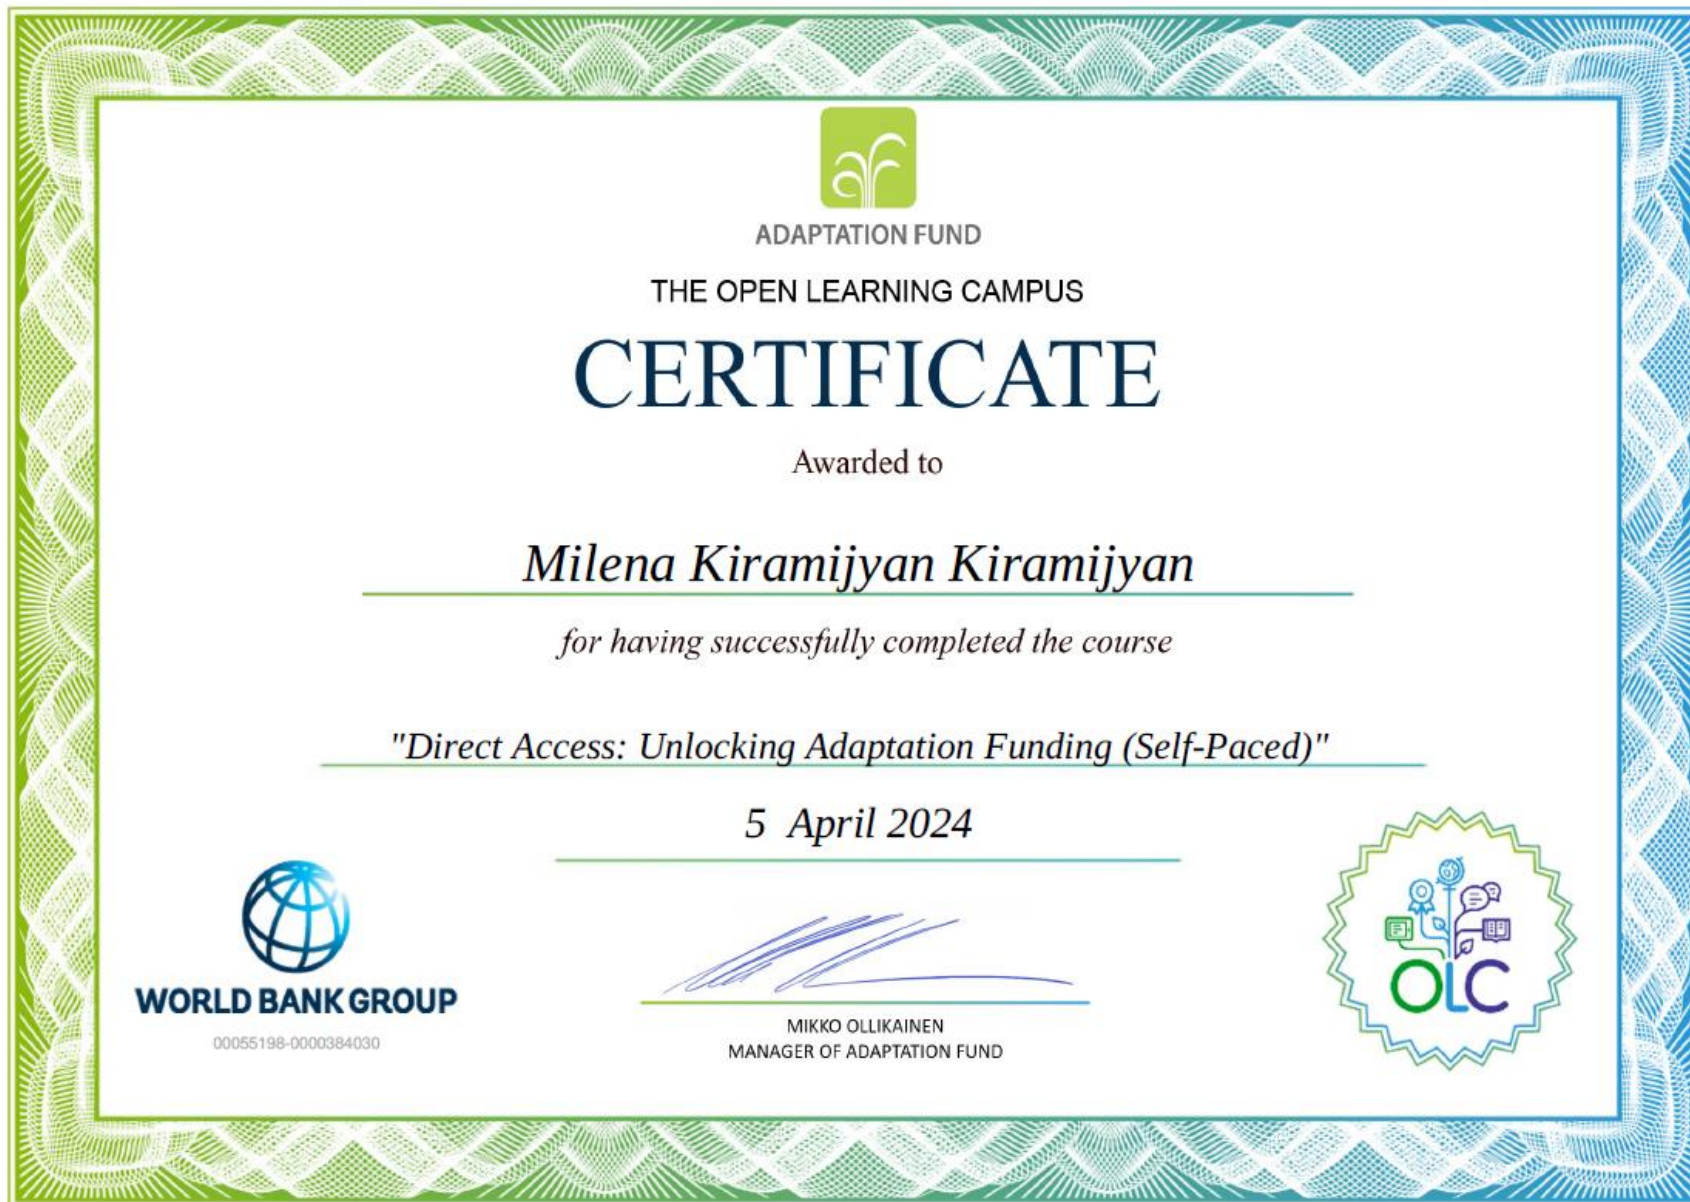 ADAPTATION FUND
THE OPEN LEARNING CAMPUS
CERTIFICATE
Awarded to
Milena Kiramijyan Kiramijyan
for having successfully completed the course
"Direct Access: Unlocking Adaptation Funding (Self-Paced)"
5 April 2024
WORLD BANK GROUP
00055198-0000384030
MIKKO OLLIKAINEN
MANAGER OF ADAPTATION FUND
OLC